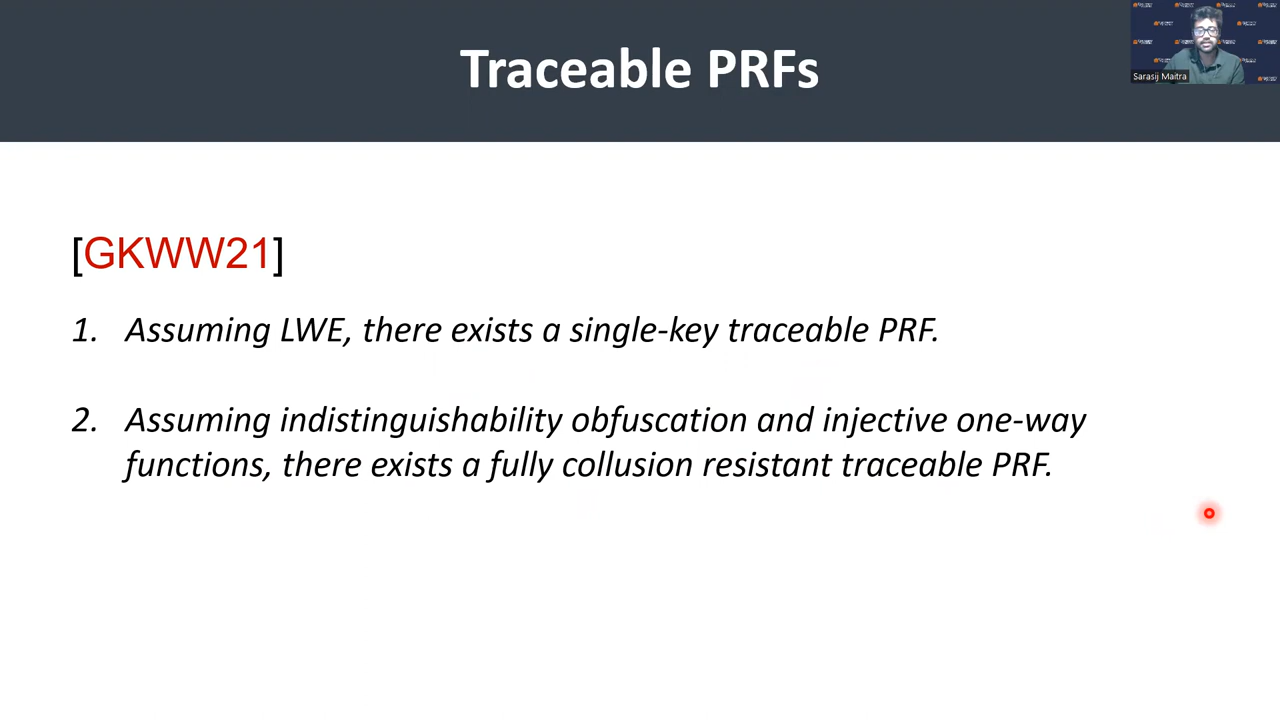 Traceable PRFs
Sarasij Maitra
[GKWW21]
1. Assuming LWE, there exists a single-key traceable PRF.
2. Assuming indistinguishability obfuscation and injective one-way
functions, there exists a fully collusion resistant traceable PRF.